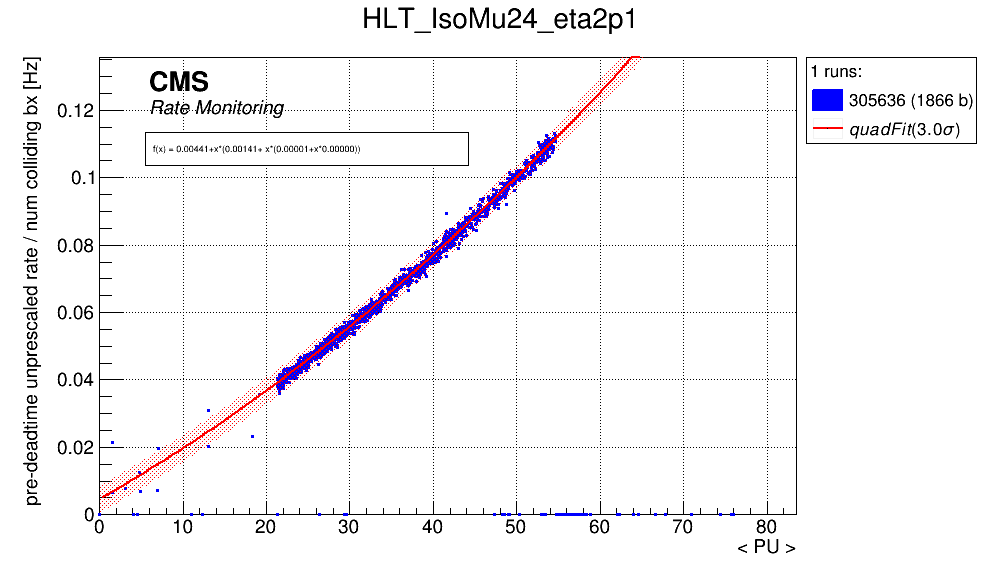 HLT_IsoMu24_eta2p1
pre-deadtime unprescaled rate / num colliding bx [Hz]
CMS
Rate Monitoring
f(x) = 0.00441+x*(0.00141+ x*(0.00001+x*0.00000))
1 runs:
305636 (1866 b)
quadFit(3.0σ)
0.12
0.1
0.08
0.06
0.04
0.02
0
0 10 20 30 40 50 60 70 80
< PU >